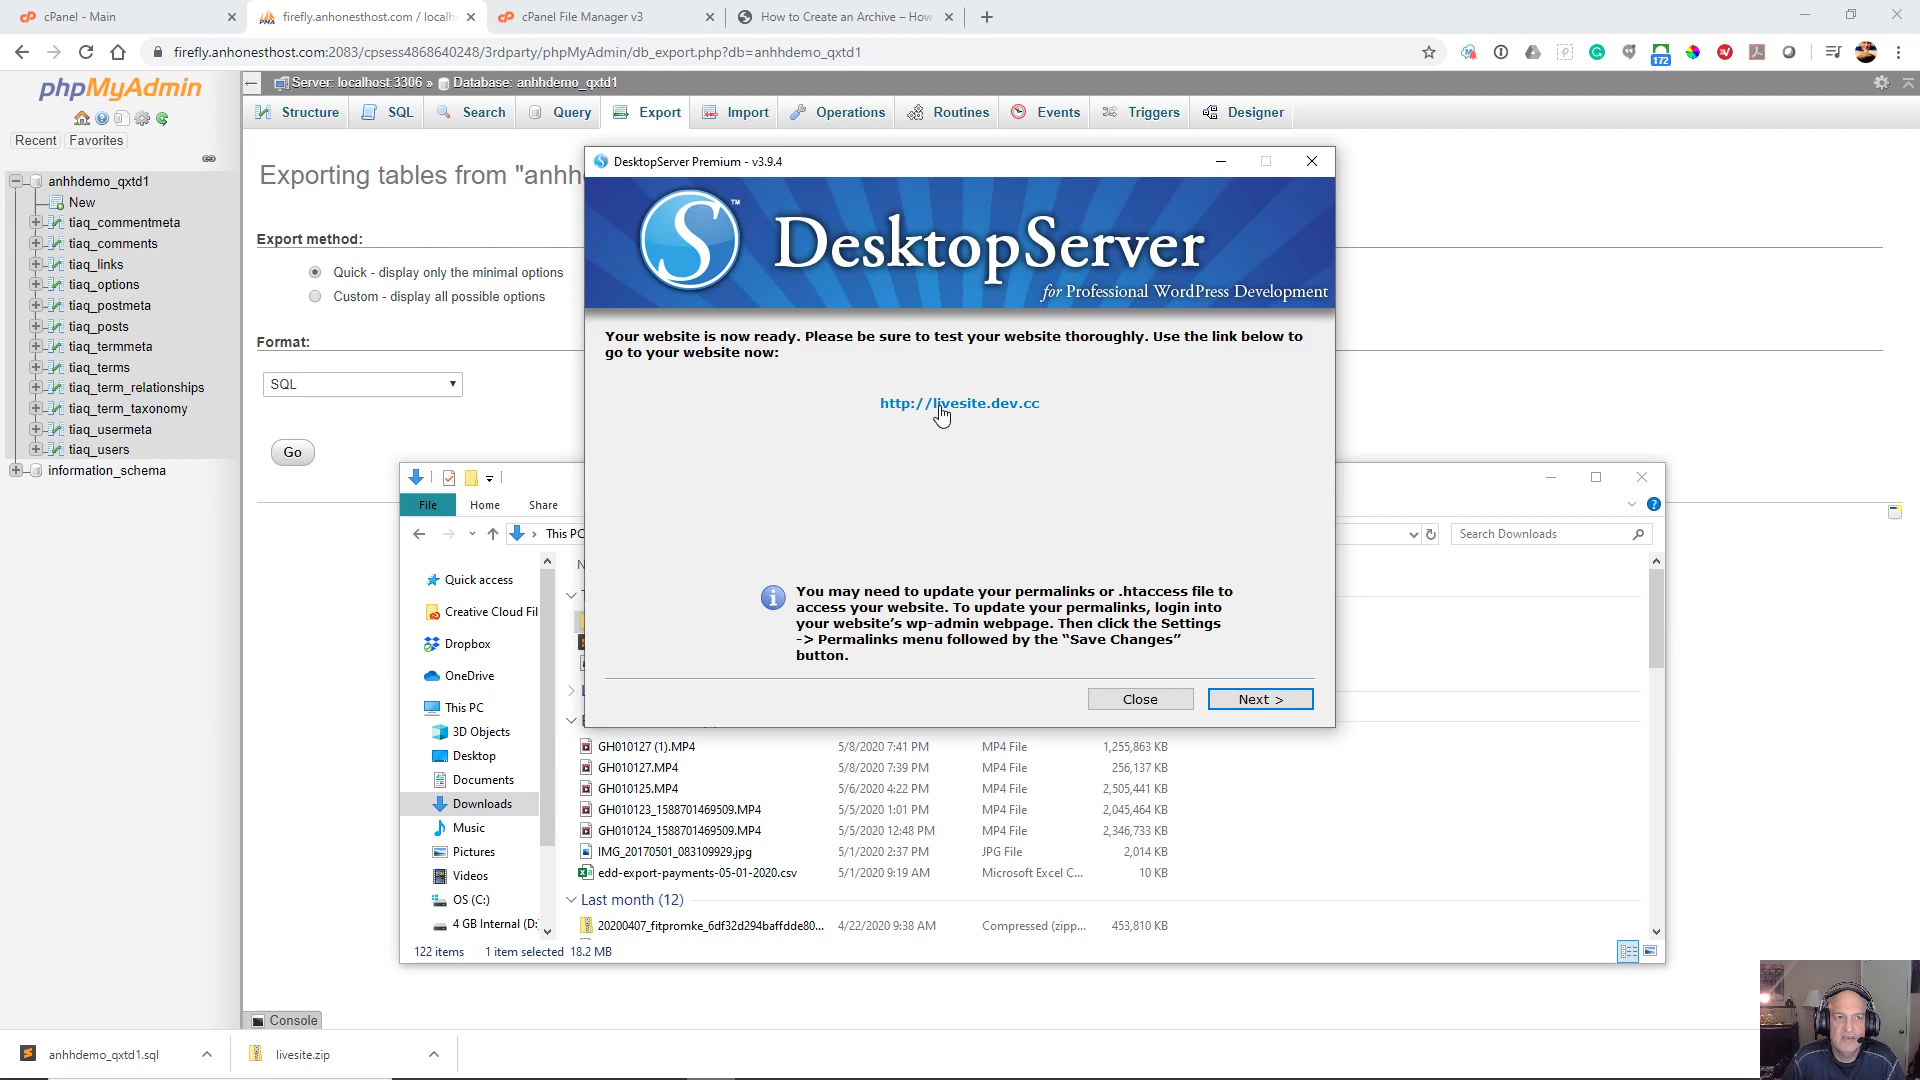 cPanel - Main
firefly.anhonesthost.com / localh
cPanel File Manager v3
How to Create an Archive – How
firefly.anhonesthost.com:2083/cpsess4868640248/3rdparty/phpMyAdmin/db_export.php?db=anhhdemo_qxtd1
172
phpMyAdmin
Recent
Favorites
anhhdemo_qxtd1
New
tiaq_commentmeta
tiaq_comments
tiaq_links
tiaq_options
tiaq_postmeta
tiaq_posts
tiaq_termmeta
tiaq_terms
tiaq_term_relationships
tiaq_term_taxonomy
tiaq_usermeta
tiaq_users
information_schema
Server: localhost:3306 » Database: anhhdemo_qxtd1
Structure
SQL
Search
Query
Export
Import
Operations
Routines
Events
Triggers
Designer
Exporting tables from "anhh
Export method:
Quick - display only the minimal options
Custom - display all possible options
Format:
SQL
Go
Console
DesktopServer Premium - v3.9.4
S
TM
DesktopServer
for Professional WordPress Development
Your website is now ready. Please be sure to test your website thoroughly. Use the link below to
go to your website now:
http://livesite.dev.cc
You may need to update your permalinks or .htaccess file to
access your website. To update your permalinks, login into
your website’s wp-admin webpage. Then click the Settings
-> Permalinks menu followed by the “Save Changes”
button.
Close
Next >
File
Home
Share
This PC
Search Downloads
Quick access
Creative Cloud Fil
Dropbox
OneDrive
This PC
3D Objects
Desktop
Documents
Downloads
Music
Pictures
Videos
OS (C:)
4 GB Internal (D:
GH010127 (1).MP4 5/8/2020 7:41 PM MP4 File 1,255,863 KB
GH010127.MP4 5/8/2020 7:39 PM MP4 File 256,137 KB
GH010125.MP4 5/6/2020 4:22 PM MP4 File 2,505,441 KB
GH010123_1588701469509.MP4 5/5/2020 1:01 PM MP4 File 2,045,464 KB
GH010124_1588701469509.MP4 5/5/2020 12:48 PM MP4 File 2,346,733 KB
IMG_20170501_083109929.jpg 5/1/2020 2:37 PM JPG File 2,014 KB
edd-export-payments-05-01-2020.csv 5/1/2020 9:19 AM Microsoft Excel C... 10 KB
Last month (12)
20200407_fitpromke_6df32d294baffdde80... 4/22/2020 9:38 AM Compressed (zipp... 453,810 KB
122 items
1 item selected 18.2 MB
anhhdemo_qxtd1.sql
livesite.zip